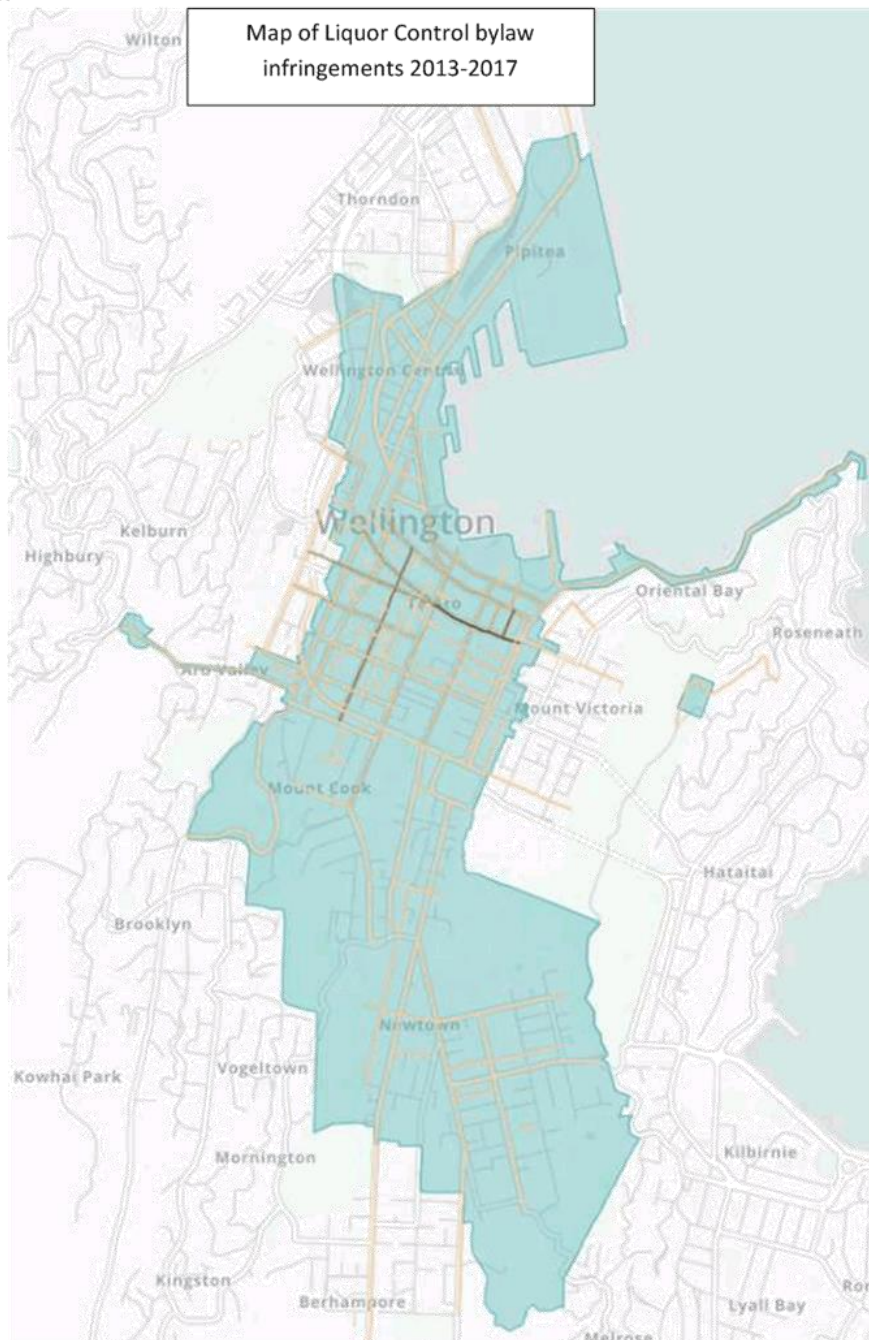 Map of Liquor Control bylaw
infringements 2013-2017
Wilton
Thorndon
Pipitea
Wellington Central
Wellington
Kelburn
Highbury
Te Aro
Oriental Bay
Roseneath
Aro Valley
Mount Victoria
Mount Cook
Hataitai
Brooklyn
Newtown
Vogeltown
Kowhai Park
Mornington
Kilbirnie
Kingston
Berhampore
Lyall Bay
Ron
Melrose